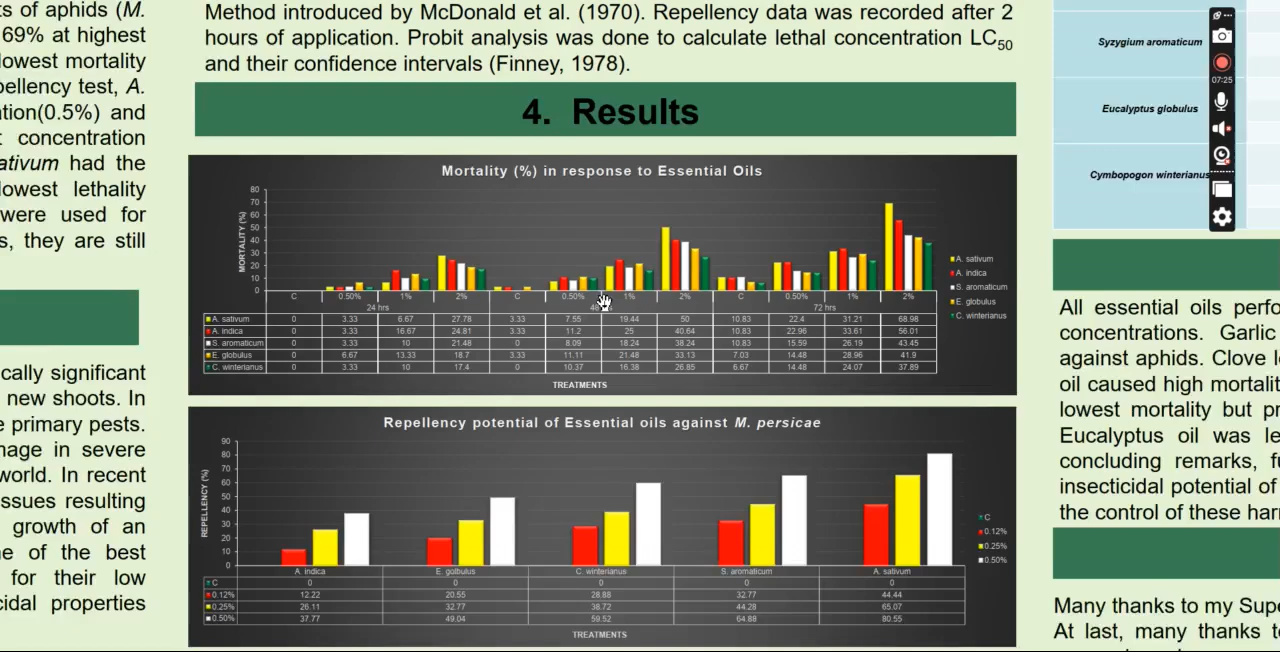 ts of aphids (M.
69% at highest
lowest mortality
pellency test, A.
ation(0.5%) and
t concentration
ativum had the
lowest lethality
were used for
s, they are still
ically significant
new shoots. In
e primary pests.
mage in severe
world. In recent
issues resulting
growth of an
ne of the best
for their low
cidal properties
Method introduced by McDonald et al. (1970). Repellency data was recorded after 2
hours of application. Probit analysis was done to calculate lethal concentration LC50
and their confidence intervals (Finney, 1978).
4. Results
Mortality (%) in response to Essential Oils
MORTALITY (%)
80
70
60
50
40
30
20
10
0
C 0.50% 1% 2% C 0.50% 1% 2% C 0.50% 1% 2%
24 hrs 72 hrs
A. sativum 0 3.33 6.67 27.78 3.33 7.55 19.44 50 10.83 22.4 31.21 68.98
A. indica 0 3.33 16.67 24.81 3.33 11.2 25 40.64 10.83 22.96 33.61 56.01
S. aromaticum 0 3.33 10 21.48 0 8.09 18.24 38.24 10.83 15.59 26.19 43.45
E. globulus 0 6.67 13.33 18.7 3.33 11.11 21.48 33.13 7.03 14.48 28.96 41.9
C. winterianus 0 3.33 10 17.4 0 10.37 16.38 26.85 6.67 14.48 24.07 37.89
TREATMENTS
A. sativum
A. indica
S. aromaticum
E. globulus
C. winterianus
Repellency potential of Essential oils against M. persicae
REPELLENCY (%)
90
80
70
60
50
40
30
20
10
0
A. indica E. golbulus C. winterianus S. aromaticum A. sativum
C 0 0 0 0 0
0.12% 12.22 20.55 28.88 32.77 44.44
0.25% 26.11 32.77 38.72 44.28 65.07
0.50% 37.77 49.04 59.52 64.88 80.55
TREATMENTS
C
0.12%
0.25%
0.50%
Syzygium aromaticum
Eucalyptus globulus
Cymbopogon winterianus
07:25
All essential oils perfo
concentrations. Garlic
against aphids. Clove l
oil caused high mortalit
lowest mortality but pr
Eucalyptus oil was le
concluding remarks, fu
insecticidal potential of
the control of these harr
Many thanks to my Supe
At last, many thanks t